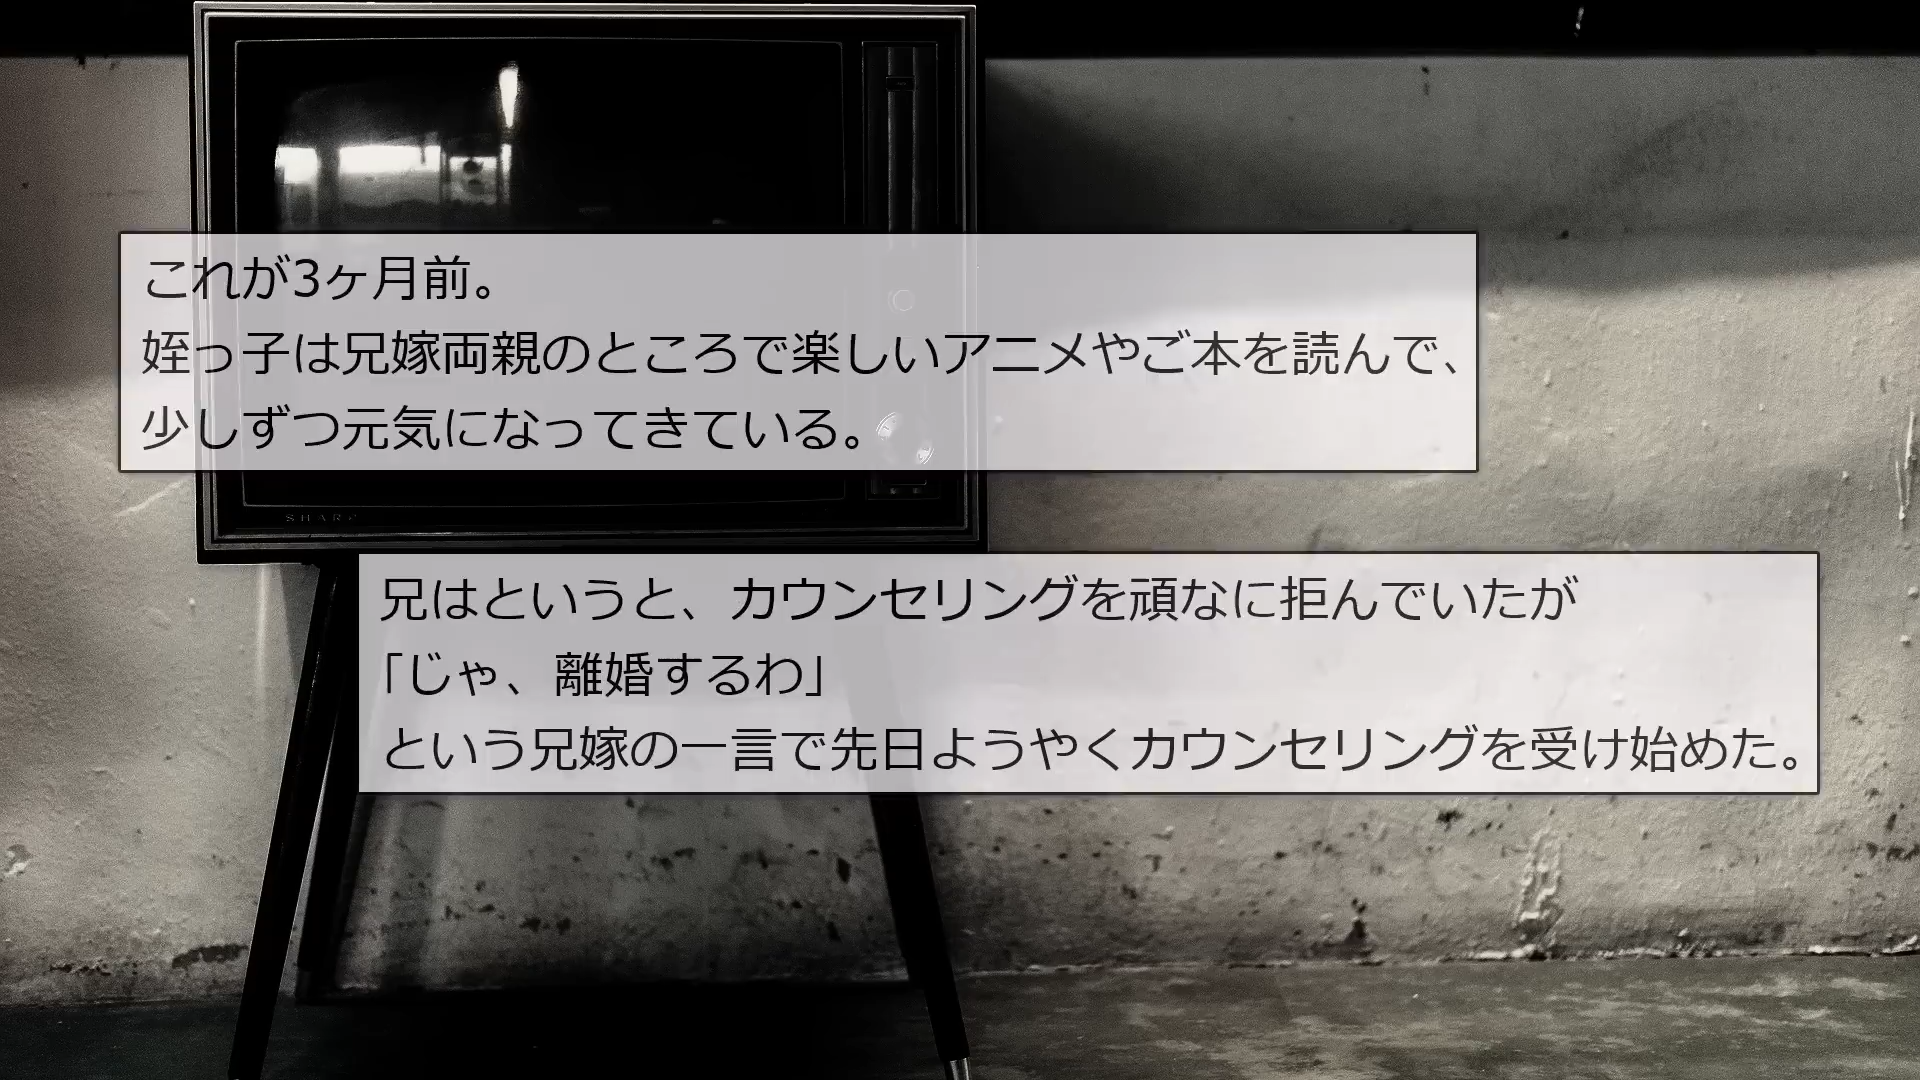 SHARP
これが3ヶ月前。
姪っ子は兄嫁両親のところで楽しいアニメやご本を読んで、
少しずつ元気になってきている。
兄はというと、カウンセリングを頑なに拒んでいたが
「じゃ、離婚するわ」
という兄嫁の一言で先日ようやくカウンセリングを受け始めた。